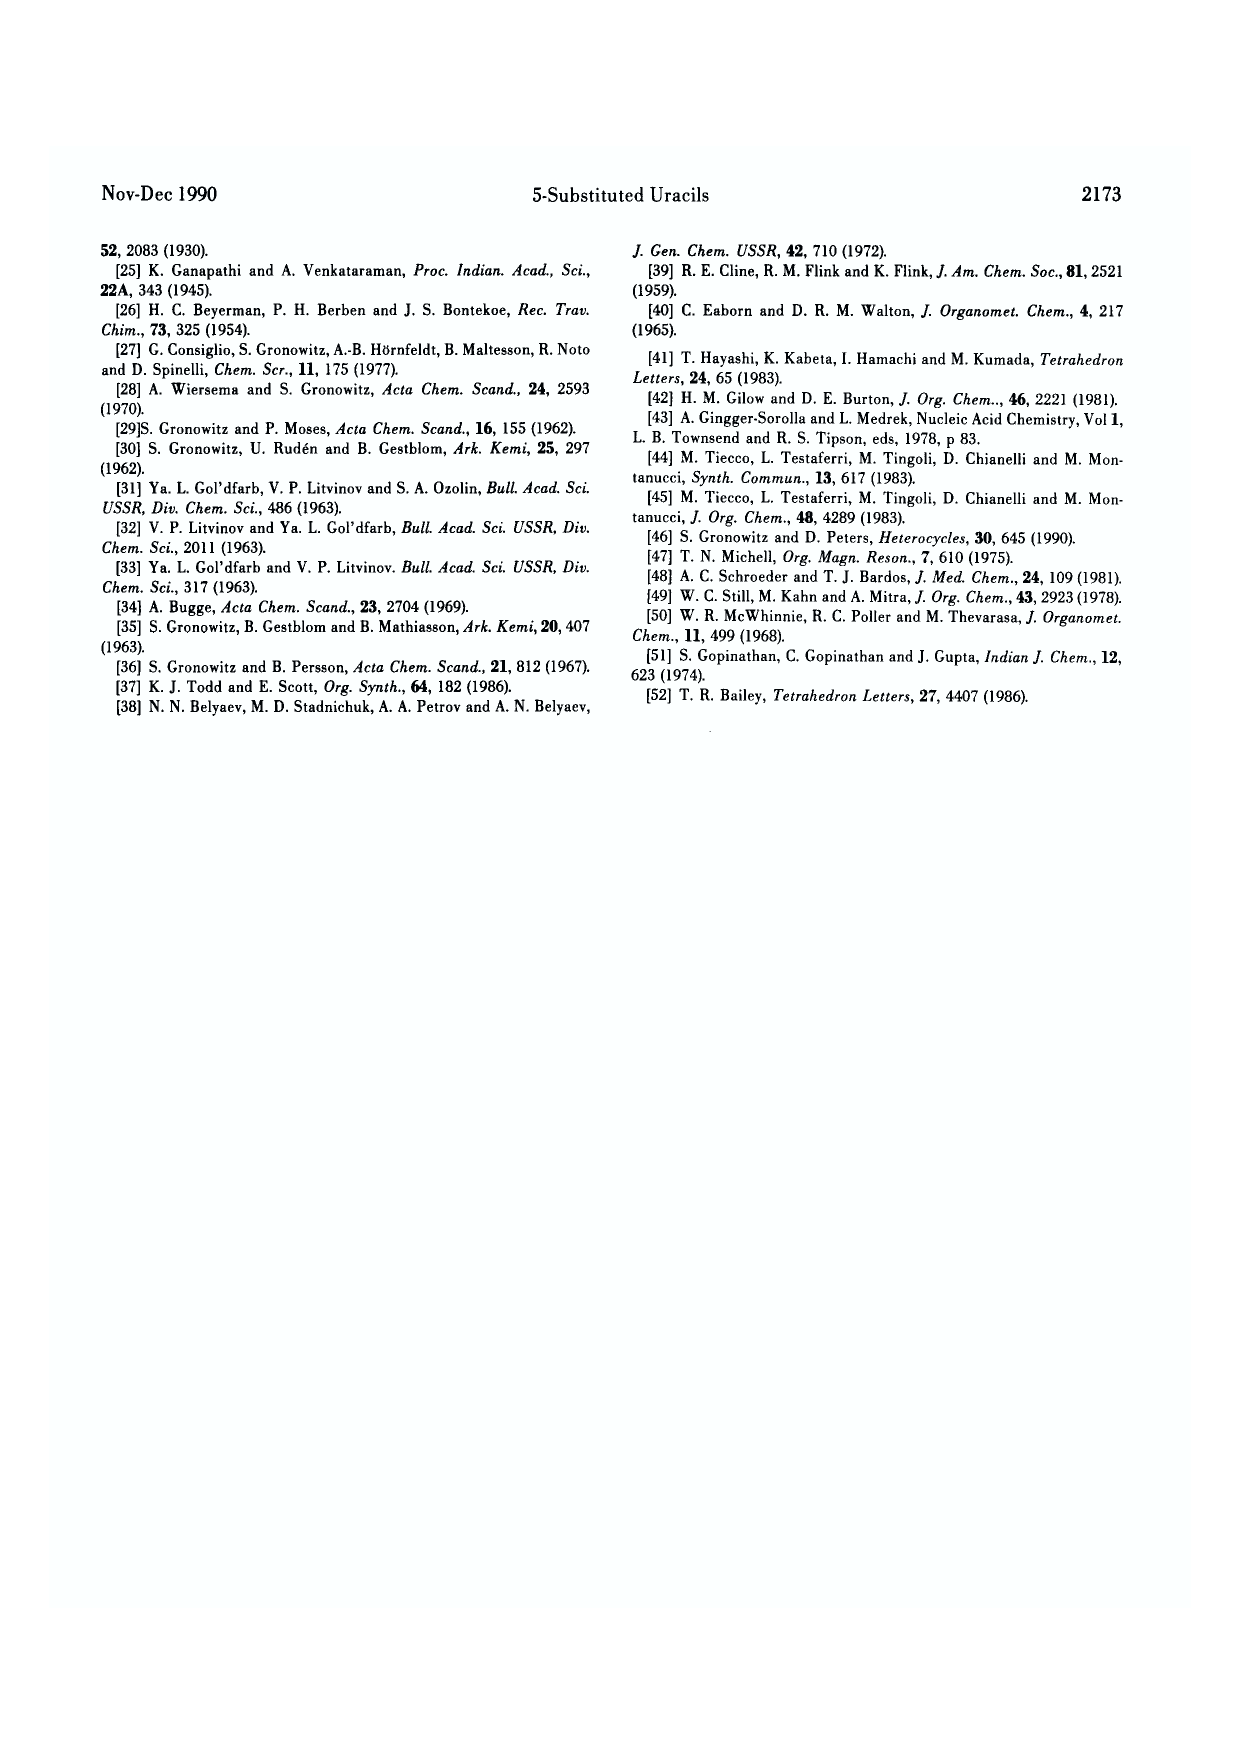 Nov-Dec 1990 5-Substituted Uracils 2173
52, 2083 (1930).
[25] K. Ganapathi and A. Venkataraman, Proc. Indian. Acad., Sci.,
22A, 343 (1945).
[26] H. C. Beyerman, P. H. Berben and J. S. Bontekoe, Rec. Trav.
Chim., 73, 325 (1954).
[27] G. Consiglio, S. Gronowitz, A.-B. Hörnfeldt, B. Maltesson, R. Noto
and D. Spinelli, Chem. Scr., 11, 175 (1977).
[28] A. Wiersema and S. Gronowitz, Acta Chem. Scand., 24, 2593
(1970).
[29]S. Gronowitz and P. Moses, Acta Chem. Scand., 16, 155 (1962).
[30] S. Gronowitz, U. Rudén and B. Gestblom, Ark. Kemi, 25, 297
(1962).
[31] Ya. L. Gol'dfarb, V. P. Litvinov and S. A. Ozolin, Bull. Acad. Sci.
USSR, Div. Chem. Sci., 486 (1963).
[32] V. P. Litvinov and Ya. L. Gol'dfarb, Bull. Acad. Sci. USSR, Div.
Chem. Sci., 2011 (1963).
[33] Ya. L. Gol'dfarb and V. P. Litvinov. Bull. Acad. Sci. USSR, Div.
Chem. Sci., 317 (1963).
[34] A. Bugge, Acta Chem. Scand., 23, 2704 (1969).
[35] S. Gronowitz, B. Gestblom and B. Mathiasson, Ark. Kemi, 20, 407
(1963).
[36] S. Gronowitz and B. Persson, Acta Chem. Scand., 21, 812 (1967).
[37] K. J. Todd and E. Scott, Org. Synth., 64, 182 (1986).
[38] N. N. Belyaev, M. D. Stadnichuk, A. A. Petrov and A. N. Belyaev,
J. Gen. Chem. USSR, 42, 710 (1972).
[39] R. E. Cline, R. M. Flink and K. Flink, J. Am. Chem. Soc., 81, 2521
(1959).
[40] C. Eaborn and D. R. M. Walton, J. Organomet. Chem., 4, 217
(1965).
[41] T. Hayashi, K. Kabeta, I. Hamachi and M. Kumada, Tetrahedron
Letters, 24, 65 (1983).
[42] H. M. Gilow and D. E. Burton, J. Org. Chem.., 46, 2221 (1981).
[43] A. Gingger-Sorolla and L. Medrek, Nucleic Acid Chemistry, Vol 1,
L. B. Townsend and R. S. Tipson, eds, 1978, p 83.
[44] M. Tiecco, L. Testaferri, M. Tingoli, D. Chianelli and M. Mon-
tanucci, Synth. Commun., 13, 617 (1983).
[45] M. Tiecco, L. Testaferri, M. Tingoli, D. Chianelli and M. Mon-
tanucci, J. Org. Chem., 48, 4289 (1983).
[46] S. Gronowitz and D. Peters, Heterocycles, 30, 645 (1990).
[47] T. N. Michell, Org. Magn. Reson., 7, 610 (1975).
[48] A. C. Schroeder and T. J. Bardos, J. Med. Chem., 24, 109 (1981).
[49] W. C. Still, M. Kahn and A. Mitra, J. Org. Chem., 43, 2923 (1978).
[50] W. R. McWhinnie, R. C. Poller and M. Thevarasa, J. Organomet.
Chem., 11, 499 (1968).
[51] S. Gopinathan, C. Gopinathan and J. Gupta, Indian J. Chem., 12,
623 (1974).
[52] T. R. Bailey, Tetrahedron Letters, 27, 4407 (1986).